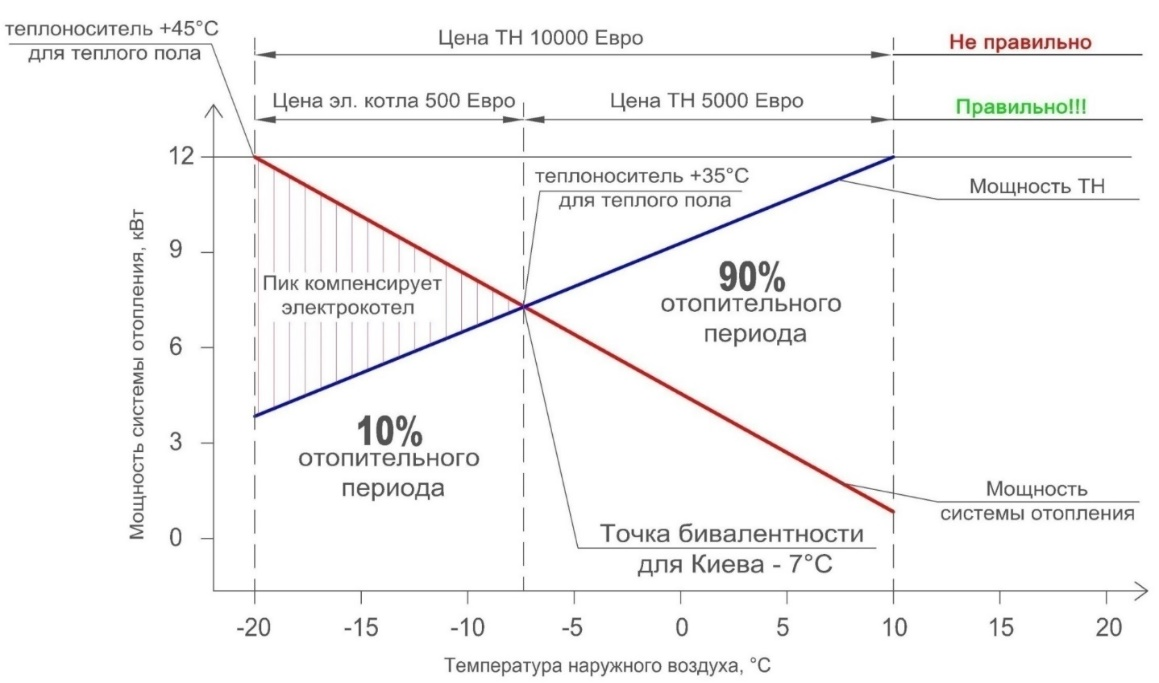 теплоноситель +45°С
для теплого пола
Цена ТН 10000 Евро
Не правильно
Цена эл. котла 500 Евро
Цена ТН 5000 Евро
Правильно!!!
12
теплоноситель +35°С
для теплого пола
Мощность ТН
9
Пик компенсирует
электрокотел
90%
отопительного
периода
6
10%
отопительного
периода
3
Мощность
системы отопления
0
Точка бивалентности
для Киева - 7°С
Мощность системы отопления, кВт
-20 -15 -10 -5 0 5 10 15 20
Температура наружного воздуха, °С